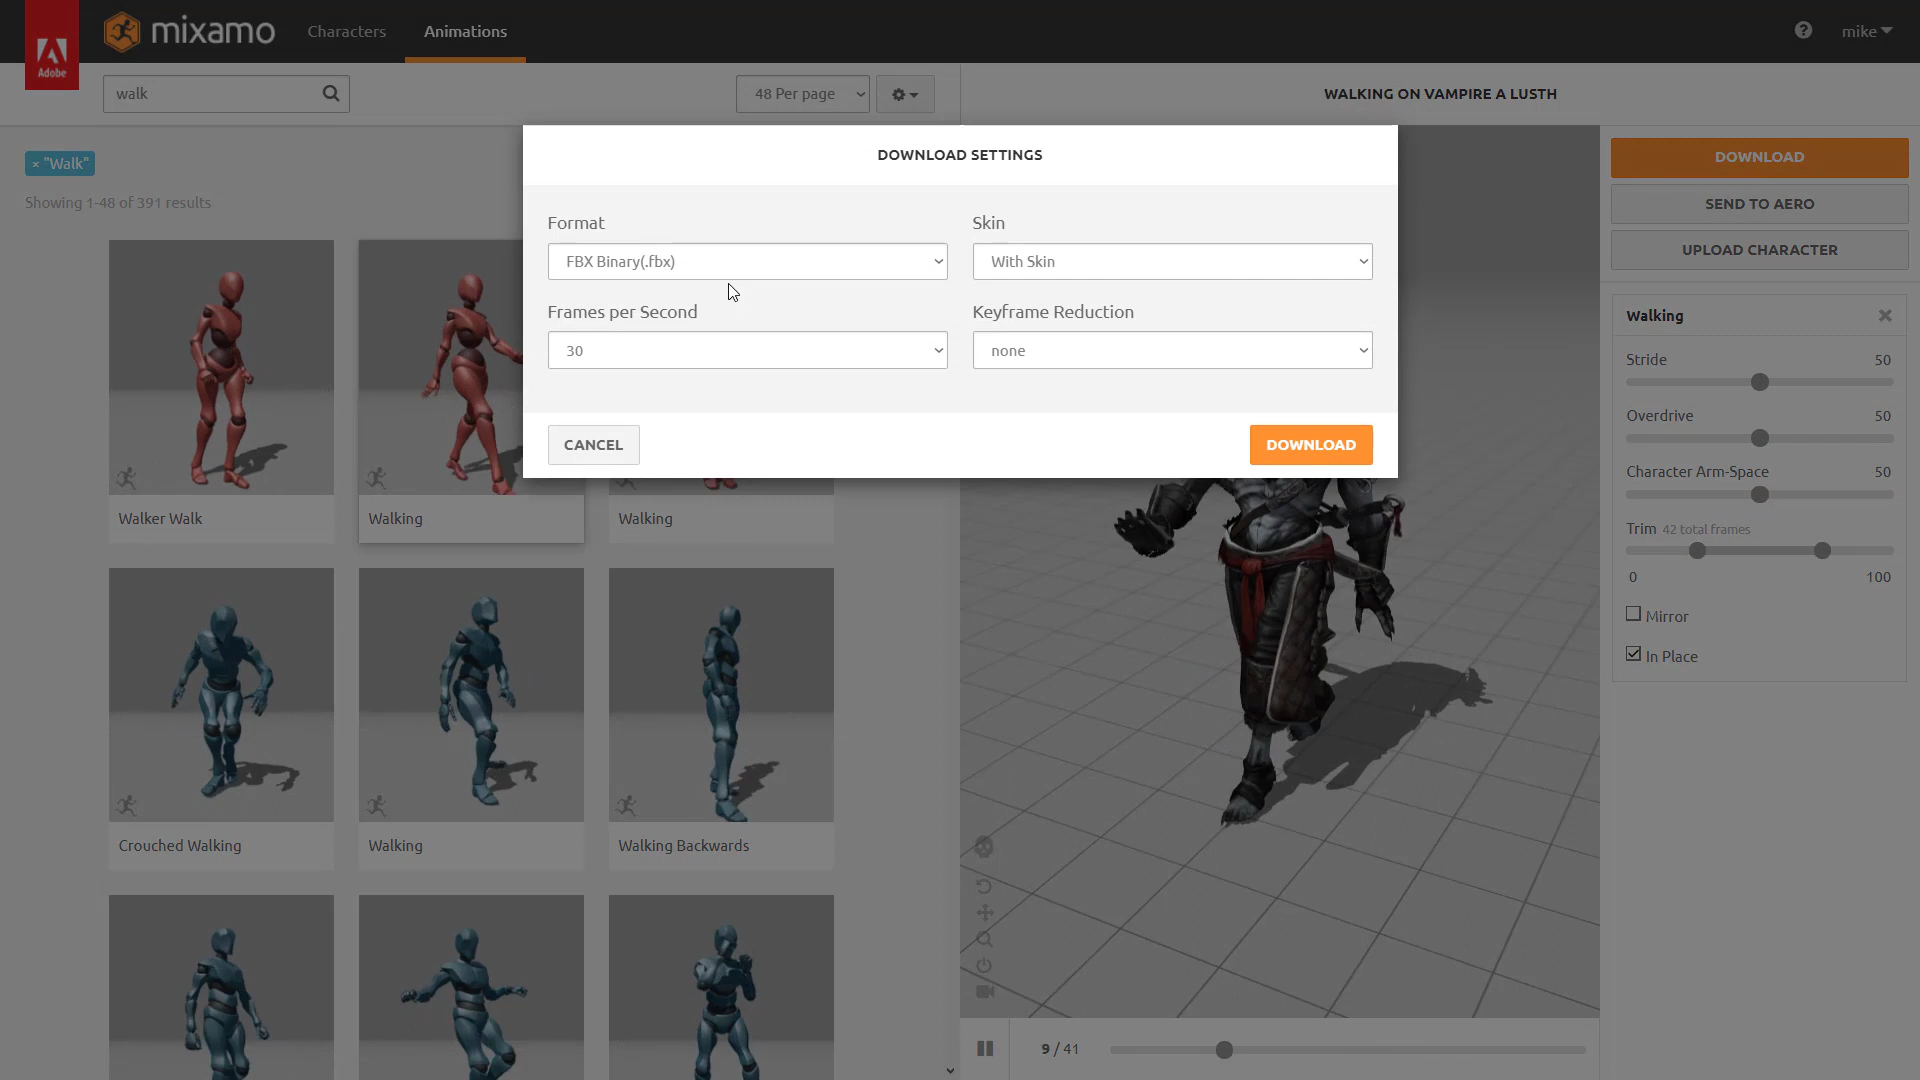 Adobe
mixamo
Characters
Animations
mike
walk
48 Per page
WALKING ON VAMPIRE A LUSTH
× "Walk"
Showing 1-48 of 391 results
DOWNLOAD SETTINGS
Format
Skin
FBX Binary(.fbx)
With Skin
Frames per Second
Keyframe Reduction
30
none
CANCEL
DOWNLOAD
DOWNLOAD
SEND TO AERO
UPLOAD CHARACTER
Walking
Stride 50
Overdrive 50
Character Arm-Space 50
Trim 42 total frames
0 100
Mirror
In Place
Walker Walk
Walking
Walking
Crouched Walking
Walking
Walking Backwards
9 / 41